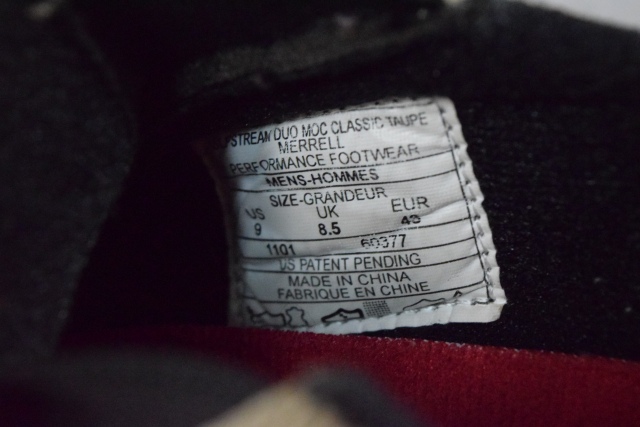 STREAM DUO MOC CLASSIC TAUPE
MERRELL
PERFORMANCE FOOTWEAR
MENS-HOMMES
SIZE-GRANDEUR
US UK EUR
9 8.5 43
1101 60377
US PATENT PENDING
MADE IN CHINA
FABRIQUE EN CHINE